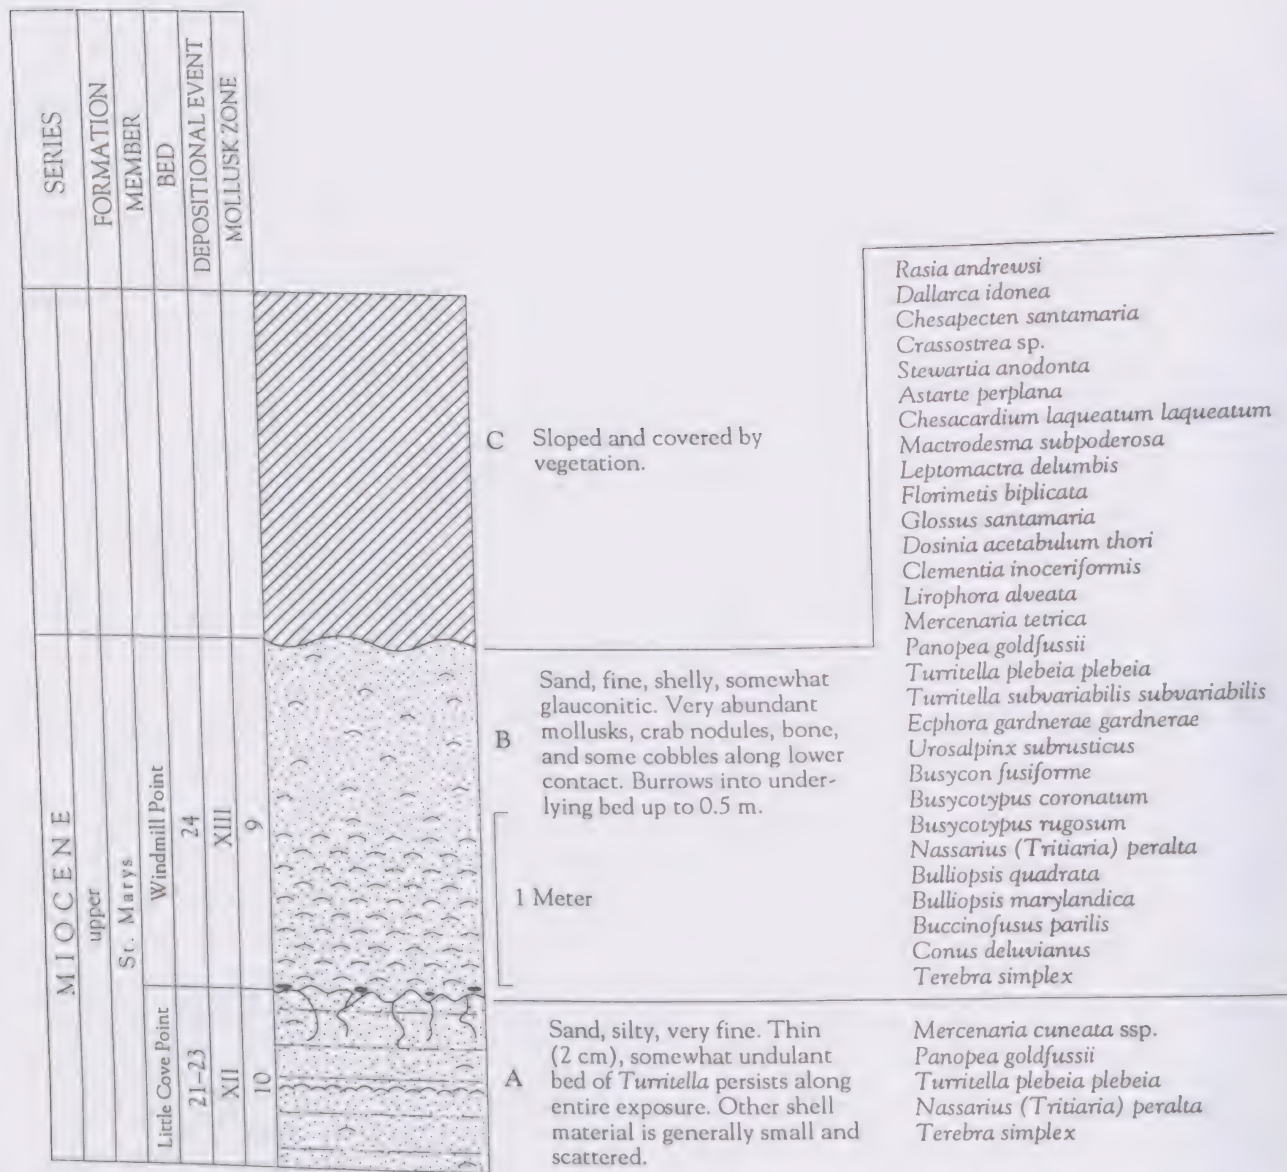 SERIES
FORMATION
MEMBER
BED
DEPOSITIONAL EVENT
MOLLUSK ZONE
MIOCENE
upper
St. Marys
Windmill Point
24
XIII
9
Little Cove Point
21–23
XII
10
C
Sloped and covered by
vegetation.
B
Sand, fine, shelly, somewhat
glauconitic. Very abundant
mollusks, crab nodules, bone,
and some cobbles along lower
contact. Burrows into under-
lying bed up to 0.5 m.
1 Meter
Rasia andrewsi
Dallarca idonea
Chesapecten santamaria
Crassostrea sp.
Stewartia anodonta
Astarte perplana
Chesacardium laqueatum laqueatum
Mactrodesma subpoderosa
Leptomactra delumbis
Florimetis biplicata
Glossus santamaria
Dosinia acetabulum thori
Clementia inoceriformis
Lirophora alveata
Mercenaria tetrica
Panopea goldfussii
Turritella plebeia plebeia
Turritella subvariabilis subvariabilis
Ecphora gardnerae gardnerae
Urosalpinx subrusticus
Busycon fusiforme
Busycotypus coronatum
Busycotypus rugosum
Nassarius (Tritiaria) peralta
Bulliopsis quadrata
Bulliopsis marylandica
Buccinofusus parilis
Conus deluvianus
Terebra simplex
A
Sand, silty, very fine. Thin
(2 cm), somewhat undulant
bed of Turritella persists along
entire exposure. Other shell
material is generally small and
scattered.
Mercenaria cuneata ssp.
Panopea goldfussii
Turritella plebeia plebeia
Nassarius (Tritiaria) peralta
Terebra simplex